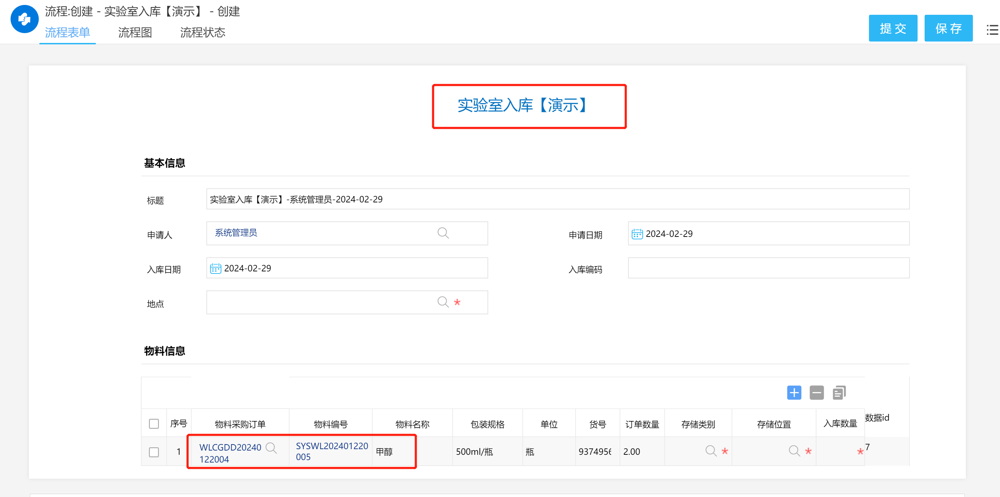 流程:创建 - 实验室入库【演示】 - 创建
流程表单 流程图 流程状态
提 交 保 存
实验室入库【演示】
基本信息
标题 实验室入库【演示】-系统管理员-2024-02-29
申请人 系统管理员 申请日期 2024-02-29
入库日期 2024-02-29 入库编码
地点 *
物料信息
序号 物料采购订单 物料编号 物料名称 包装规格 单位 货号 订单数量 存储类别 存储位置 入库数量 数据id
1 WLCGDD20240 SYSWL202401220 甲醇 500ml/瓶 瓶 937495 2.00 * * * 7
122004 005